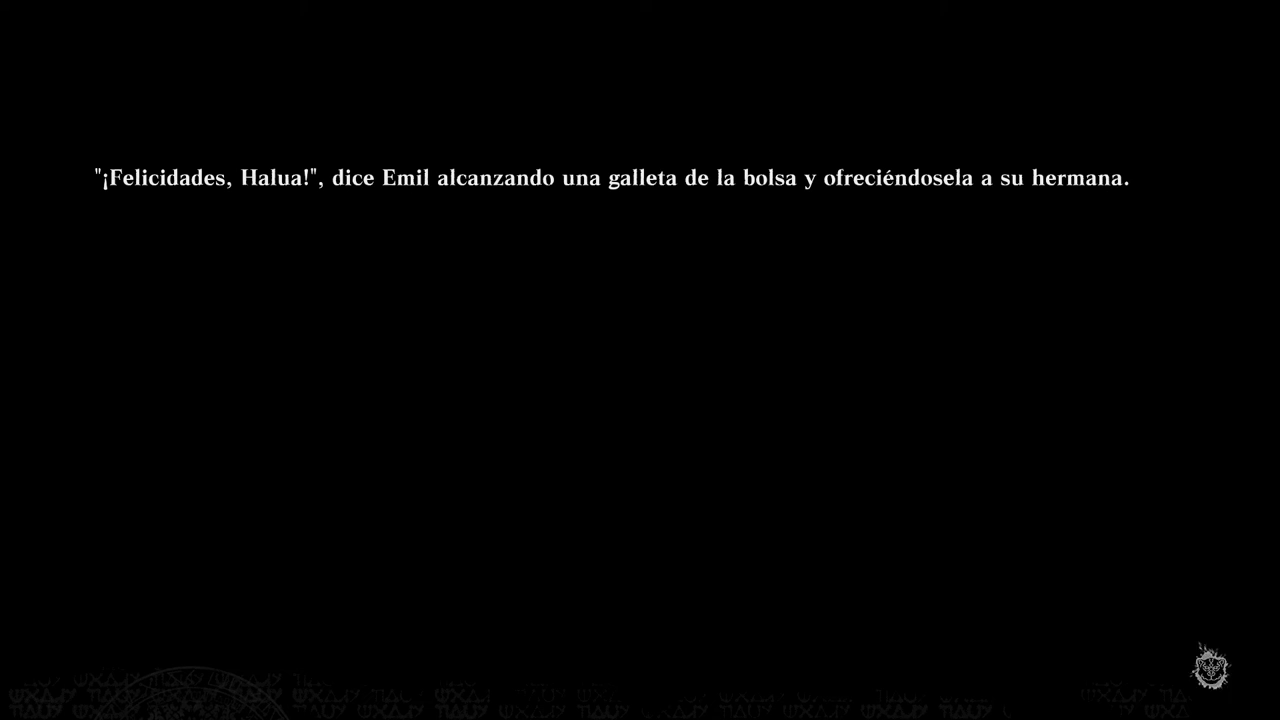 "¡Felicidades, Halua!", dice Emil alcanzando una galleta de la bolsa y ofreciéndosela a su hermana.